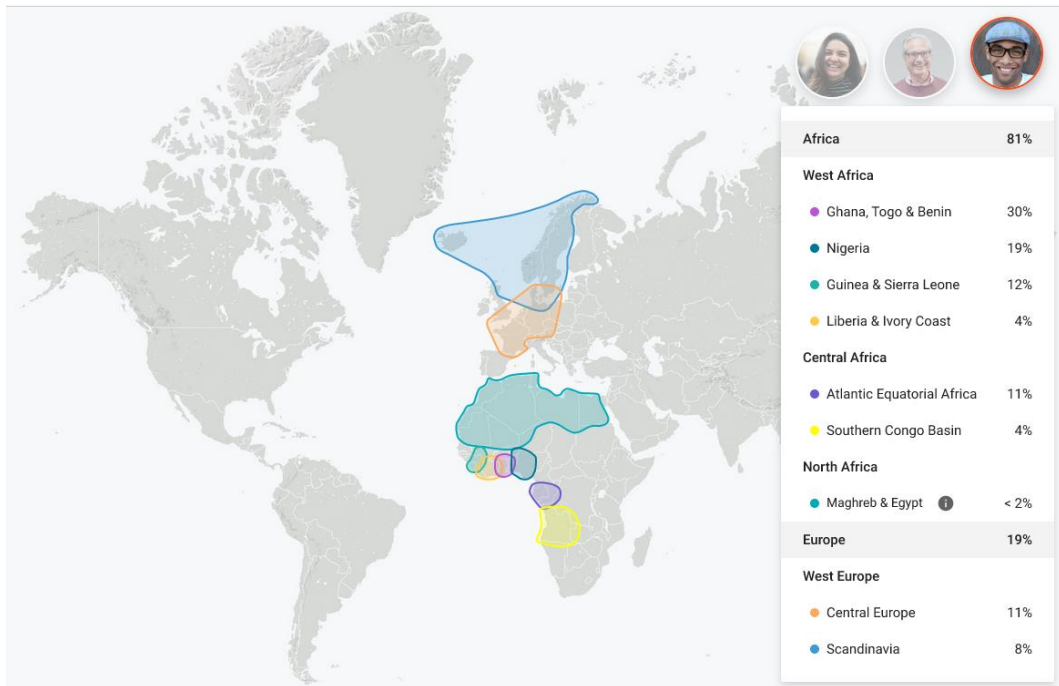 Africa 81%
West Africa
Ghana, Togo & Benin 30%
Nigeria 19%
Guinea & Sierra Leone 12%
Liberia & Ivory Coast 4%
Central Africa
Atlantic Equatorial Africa 11%
Southern Congo Basin 4%
North Africa
Maghreb & Egypt i < 2%
Europe 19%
West Europe
Central Europe 11%
Scandinavia 8%